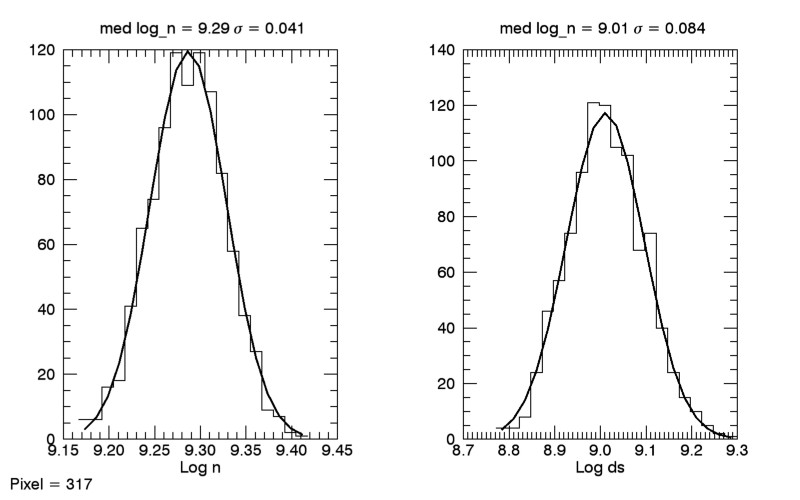 med log_n = 9.29 σ = 0.041
120
100
80
60
40
20
0
9.15 9.20 9.25 9.30 9.35 9.40 9.45
Log n
med log_n = 9.01 σ = 0.084
140
120
100
80
60
40
20
0
8.7 8.8 8.9 9.0 9.1 9.2 9.3
Log ds
Pixel = 317